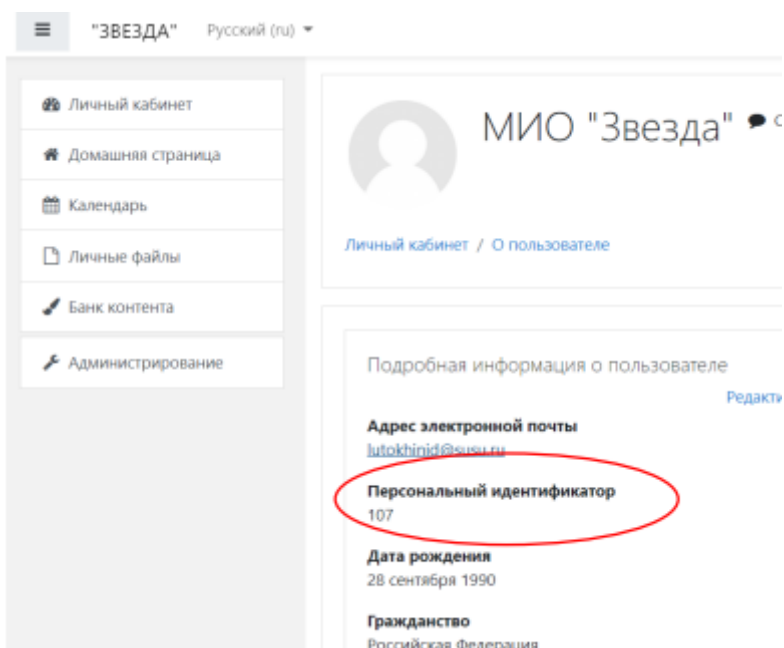 "ЗВЕЗДА" Русский (ru)
Личный кабинет
Домашняя страница
Календарь
Личные файлы
Банк контента
Администрирование
МИО "Звезда"
Личный кабинет / О пользователе
Подробная информация о пользователе
Редакти
Адрес электронной почты
lutokhinid@susu.ru
Персональный идентификатор
107
Дата рождения
28 сентября 1990
Гражданство
Российская Федерация